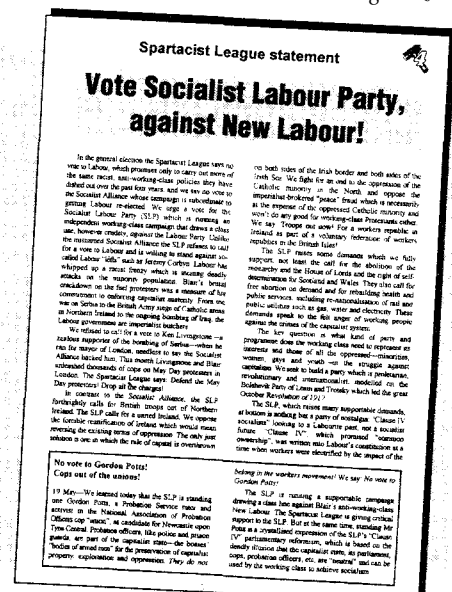 Spartacist League statement
Vote Socialist Labour Party,
against New Labour!
In the general election the Spartacist League says no
vote to Labour, which promises only to carry out more of
the same racist, anti-working-class policies they have
dished out over the past four years, and we say no vote to
the Socialist Alliance whose campaign is subordinate to
getting Labour re-elected. We urge a vote for the
Socialist Labour Party (SLP) which is running an
independent working-class campaign that draws a class
line, however crudely, against the Labour Party. Unlike
the misnamed Socialist Alliance the SLP refuses to call
for a vote to Labour and is willing to stand against so-
called Labour "lefts" such as Jeremy Corbyn. Labour has
whipped up a racist frenzy which is inciting deadly
attacks on the minority population. Blair's brutal
crackdown on the fuel protesters was a measure of his
commitment to enforcing capitalist austerity. From the
war on Serbia to the British Army siege of Catholic areas
in Northern Ireland to the ongoing bombing of Iraq, the
Labour government are imperialist butchers.
We refused to call for a vote to Ken Livingstone—a
zealous supporter of the bombing of Serbia—when he
ran for mayor of London, needless to say the Socialist
Alliance backed him. This month Livingstone and Blair
unleashed thousands of cops on May Day protesters in
London. The Spartacist League says: Defend the May
Day protesters! Drop all the charges!
In contrast to the Socialist Alliance, the SLP
forthrightly calls for British troops out of Northern
Ireland. The SLP calls for a united Ireland. We oppose
the forcible reunification of Ireland which would mean
reversing the existing terms of oppression. The only just
solution is one in which the rule of capital is overthrown
on both sides of the Irish border and both sides of the
Irish Sea. We fight for an end to the oppression of the
Catholic minority in the North and oppose the
imperialist-brokered "peace" fraud which is necessarily
at the expense of the oppressed Catholic minority and
won't do any good for working-class Protestants either.
We say: Troops out now! For a workers republic in
Ireland as part of a voluntary federation of workers
republics in the British Isles!
The SLP raises some demands which we fully
support, not least the call for the abolition of the
monarchy and the House of Lords and the right of self-
determination for Scotland and Wales. They also call for
free abortion on demand and for rebuilding health and
public services, including re-nationalisation of rail and
public utilities such as gas, water and electricity. These
demands speak to the felt anger of working people
against the crimes of the capitalist system.
The key question is what kind of party and
programme does the working class need to represent its
interests and those of all the oppressed—minorities,
women, gays and youth—in the struggle against
capitalism. We seek to build a party which is proletarian,
revolutionary and internationalist, modelled on the
Bolshevik Party of Lenin and Trotsky which led the great
October Revolution of 1917.
The SLP, which raises many supportable demands,
at bottom is nothing but a party of nostalgic "Clause IV
socialists" looking to a Labourite past, not a socialist
future. "Clause IV", which promised "common
ownership", was written into Labour's constitution at a
time when workers were electrified by the impact of the
No vote to Gordon Potts!
Cops out of the unions!
19 May—We learned today that the SLP is standing
one Gordon Potts, a Probation Service tutor and
activist in the National Association of Probation
Officers cop "union", as candidate for Newcastle upon
Tyne Central. Probation officers, like police and prison
guards, are part of the capitalist state—the bosses'
"bodies of armed men" for the preservation of capitalist
property, exploitation and oppression. They do not
belong in the workers movement! We say: No vote to
Gordon Potts!
The SLP is running a supportable campaign
drawing a class line against Blair's anti-working-class
New Labour. The Spartacist League is giving critical
support to the SLP. But at the same time, standing Mr
Potts is a crystallised expression of the SLP's "Clause
IV" parliamentary reformism, which is based on the
deadly illusion that the capitalist state, as parliament,
cops, probation officers, etc. are "neutral" and can be
used by the working class to achieve socialism.